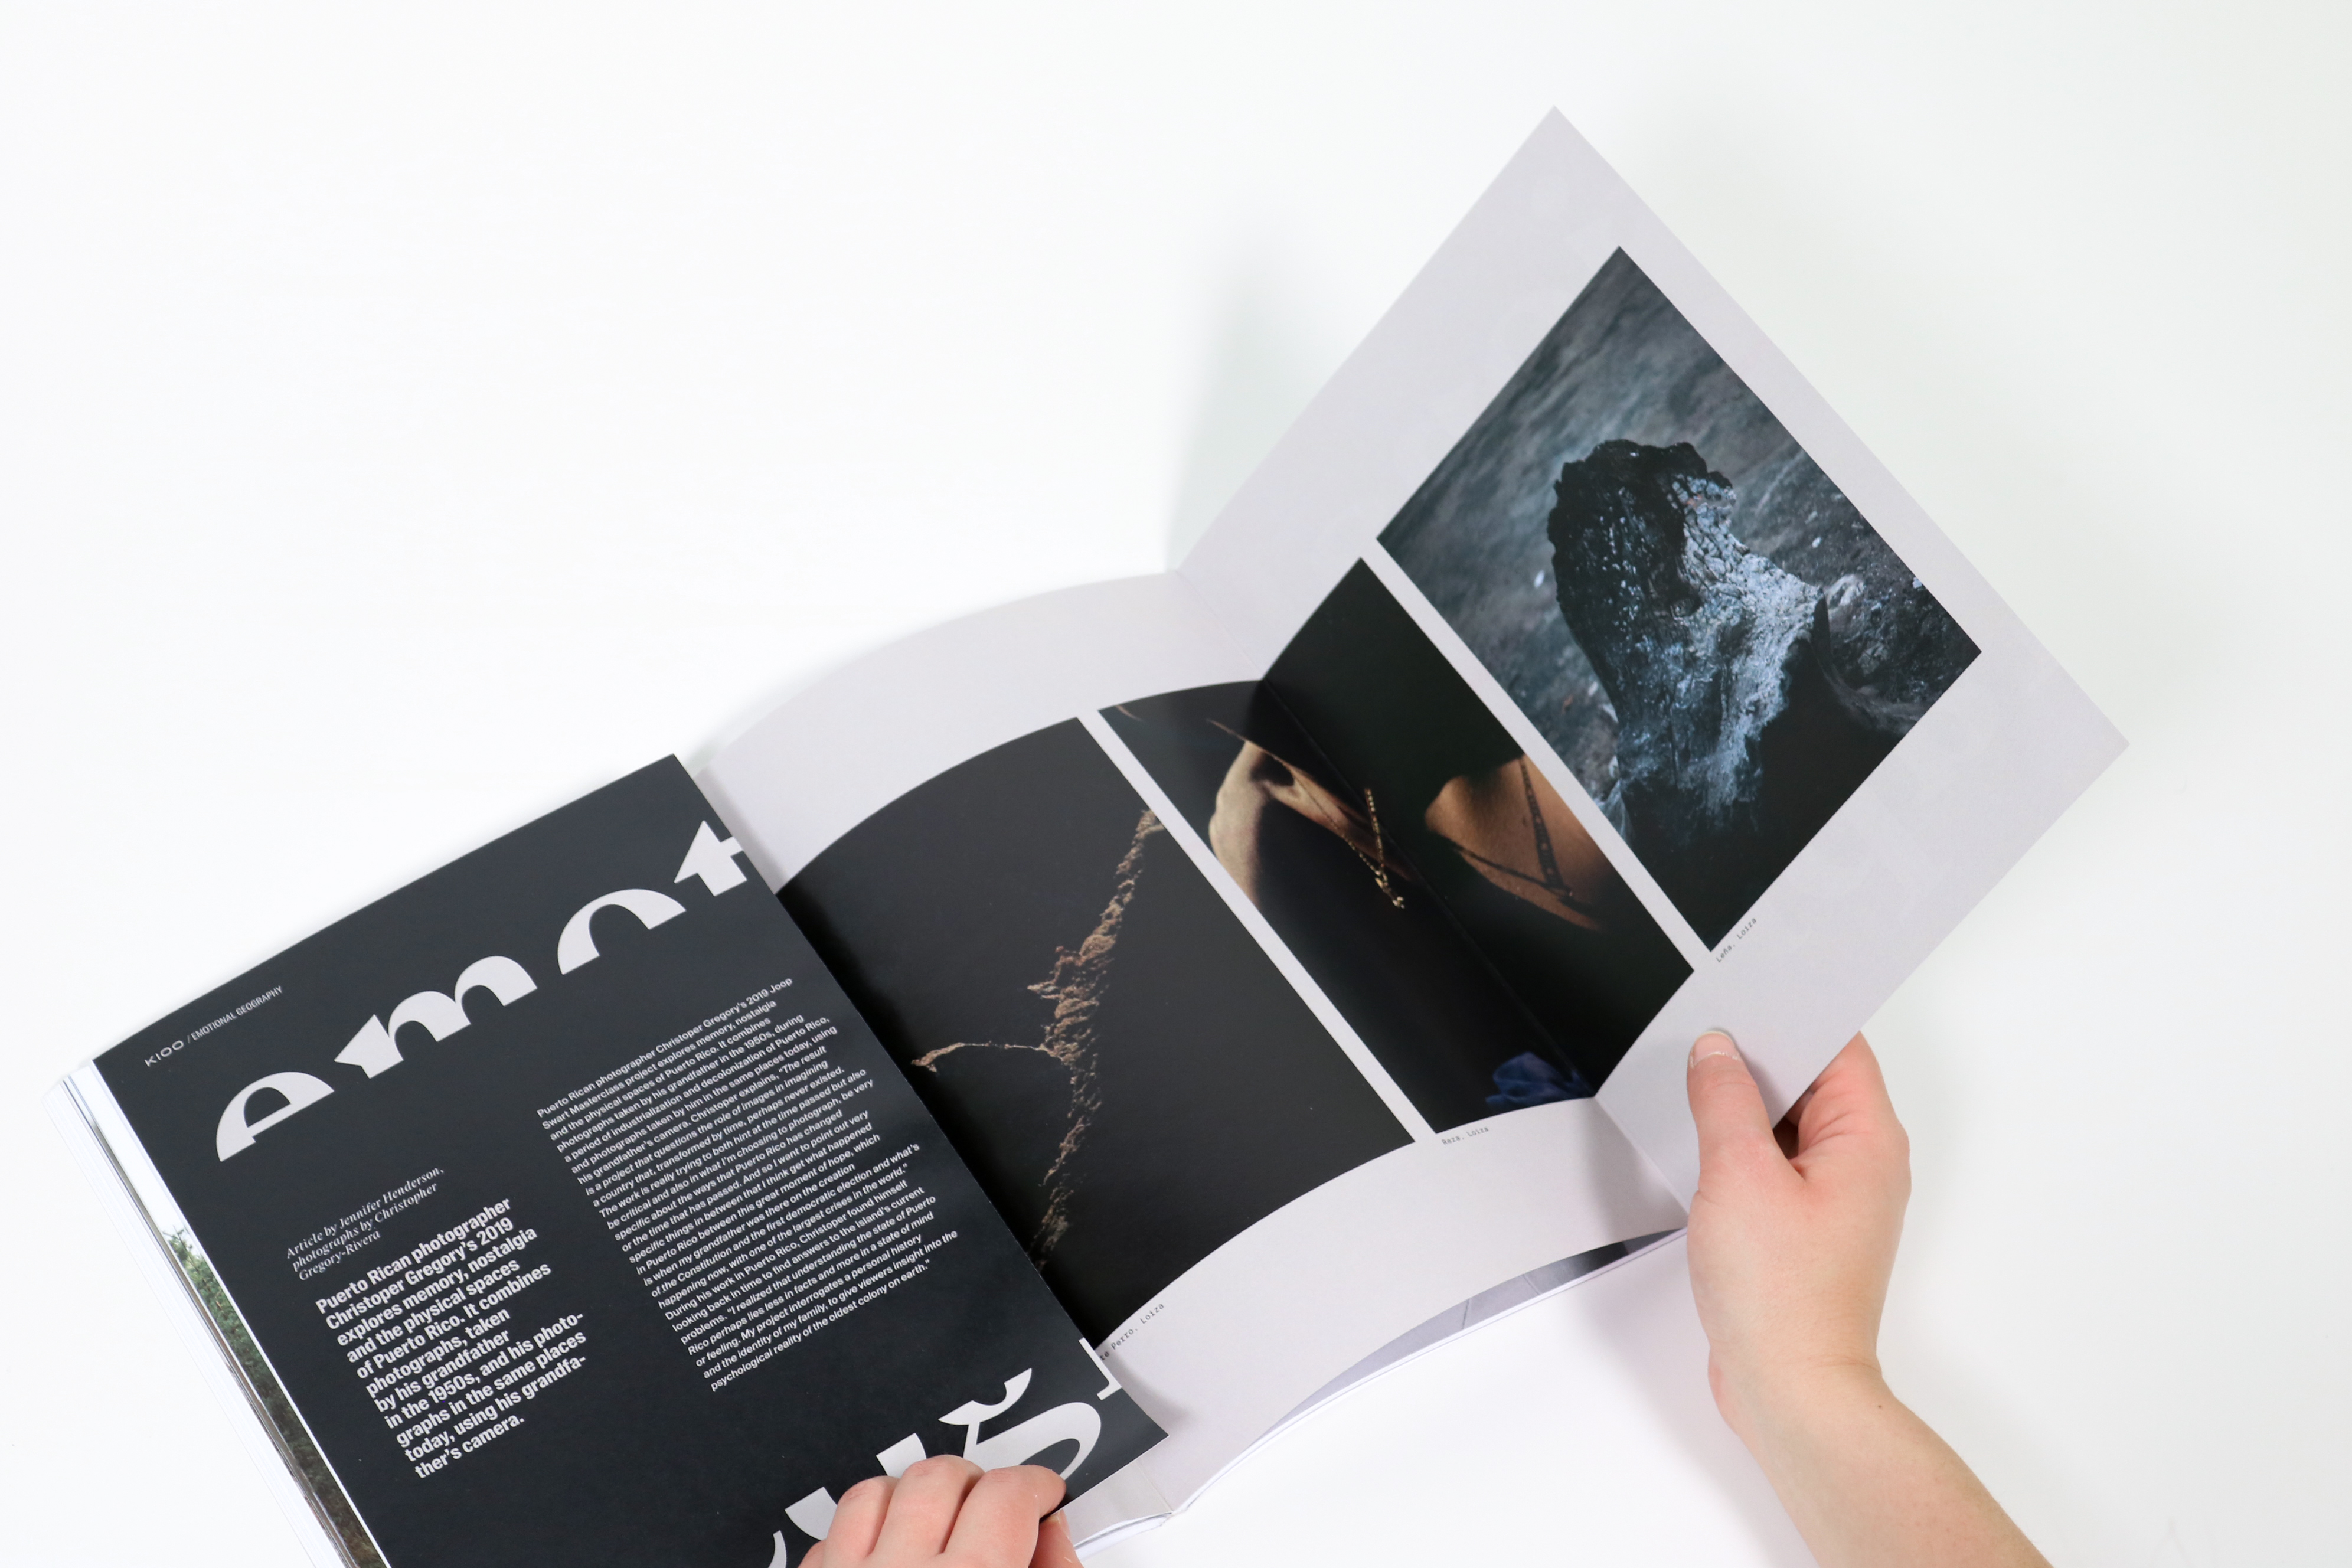 KIOO / EMOTIONAL GEOGRAPHY
emot
Article by Jennifer Henderson,
photographs by Christopher
Gregory-Rivera
Puerto Rican photographer
Christoper Gregory's 2019
explores memory, nostalgia
and the physical spaces
of Puerto Rico. It combines
photographs, taken
by his grandfather
in the 1950s, and his photo-
graphs in the same places
today, using his grandfa-
ther's camera.
Puerto Rican photographer Christoper Gregory's 2019 Joop
Swart Masterclass project explores memory, nostalgia
and the physical spaces of Puerto Rico. It combines
photographs taken by his grandfather in the 1950s, during
a period of industrialization and decolonization of Puerto Rico,
and photographs taken by him in the same places today, using
his grandfather's camera. Christoper explains, "The result
is a project that questions the role of images in imagining
a country that, transformed by time, perhaps never existed.
"The work is really trying to both hint at the time passed but also
be critical and also in what I'm choosing to photograph, be very
specific about the ways that Puerto Rico has changed
or the time that has passed. And so I want to point out very
specific things in between that I think get what happened
in Puerto Rico between this great moment of hope, which
is when my grandfather was there on the creation
of the Constitution and the first democratic election and what's
happening now, with one of the largest crises in the world."
During his work in Puerto Rico, Christoper found himself
looking back in time to find answers to the island's current
problems. "I realized that understanding the state of Puerto
Rico perhaps lies less in facts and more in a state of mind
or feeling. My project interrogates a personal history
and the identity of my family, to give viewers insight into the
psychological reality of the oldest colony on earth."
Perro, Loiza
Raza, Loiza
Leña, Loiza